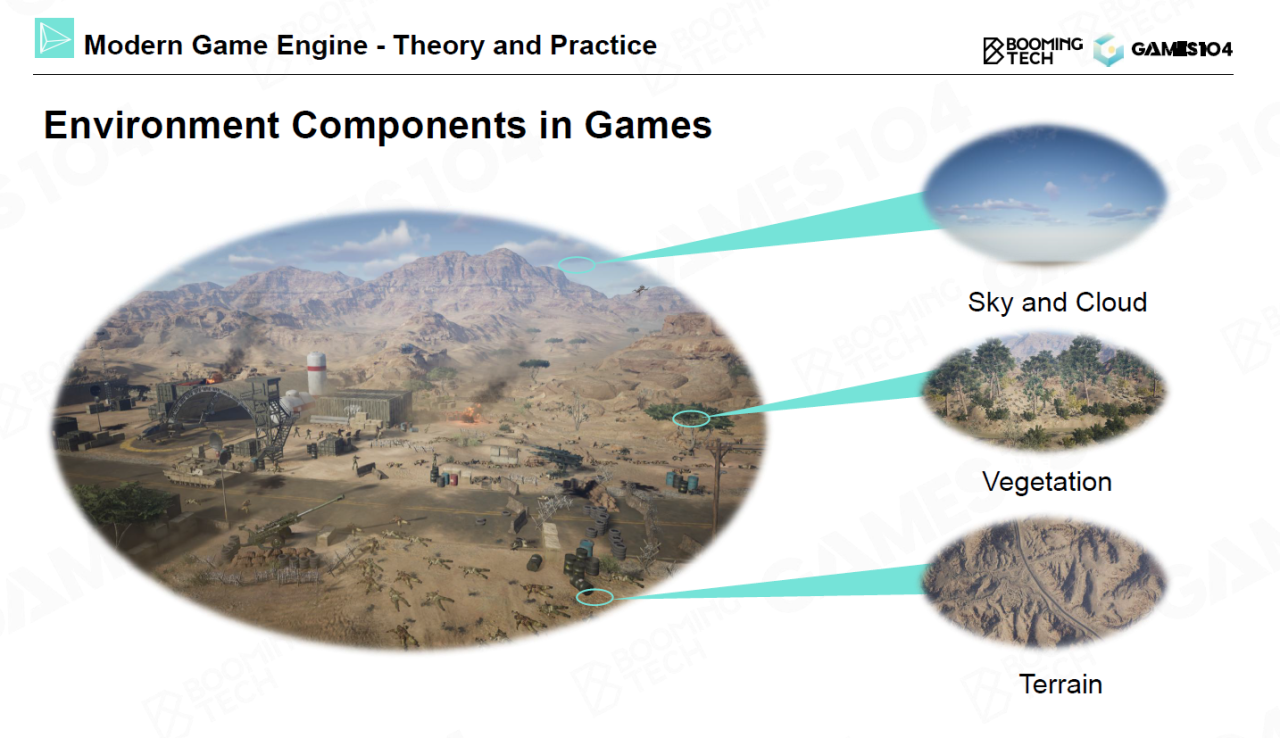 Modern Game Engine - Theory and Practice
BOOMING
TECH
GAMES104
Environment Components in Games
Sky and Cloud
Vegetation
Terrain